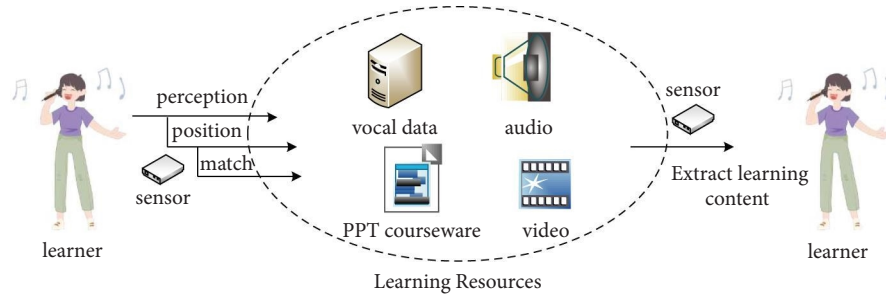 perception
position
match
sensor
learner
vocal data
audio
PPT courseware
video
Learning Resources
sensor
Extract learning
content
learner